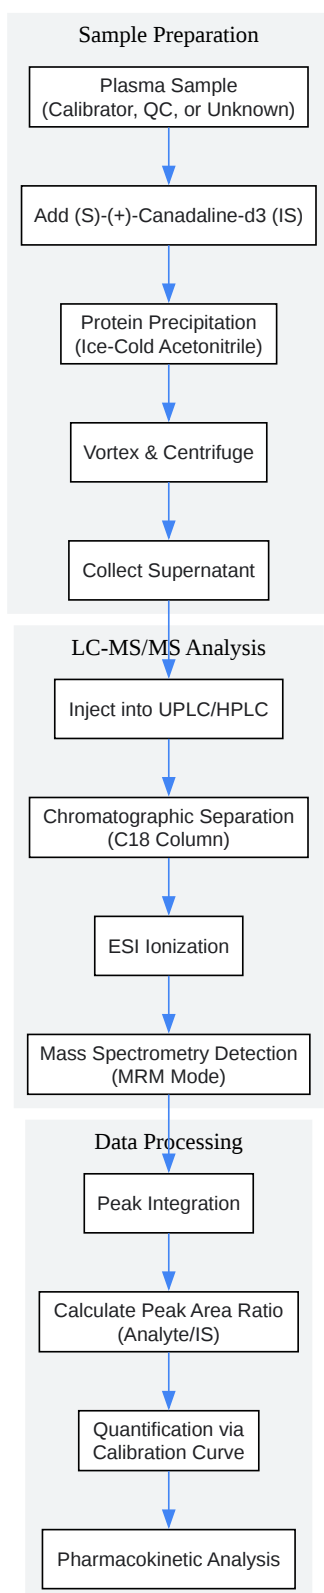 Sample Preparation
Plasma Sample
(Calibrator, QC, or Unknown)
Add (S)-(+)-Canadaline-d3 (IS)
Protein Precipitation
(Ice-Cold Acetonitrile)
Vortex & Centrifuge
Collect Supernatant
LC-MS/MS Analysis
Inject into UPLC/HPLC
Chromatographic Separation
(C18 Column)
ESI Ionization
Mass Spectrometry Detection
(MRM Mode)
Data Processing
Peak Integration
Calculate Peak Area Ratio
(Analyte/IS)
Quantification via
Calibration Curve
Pharmacokinetic Analysis